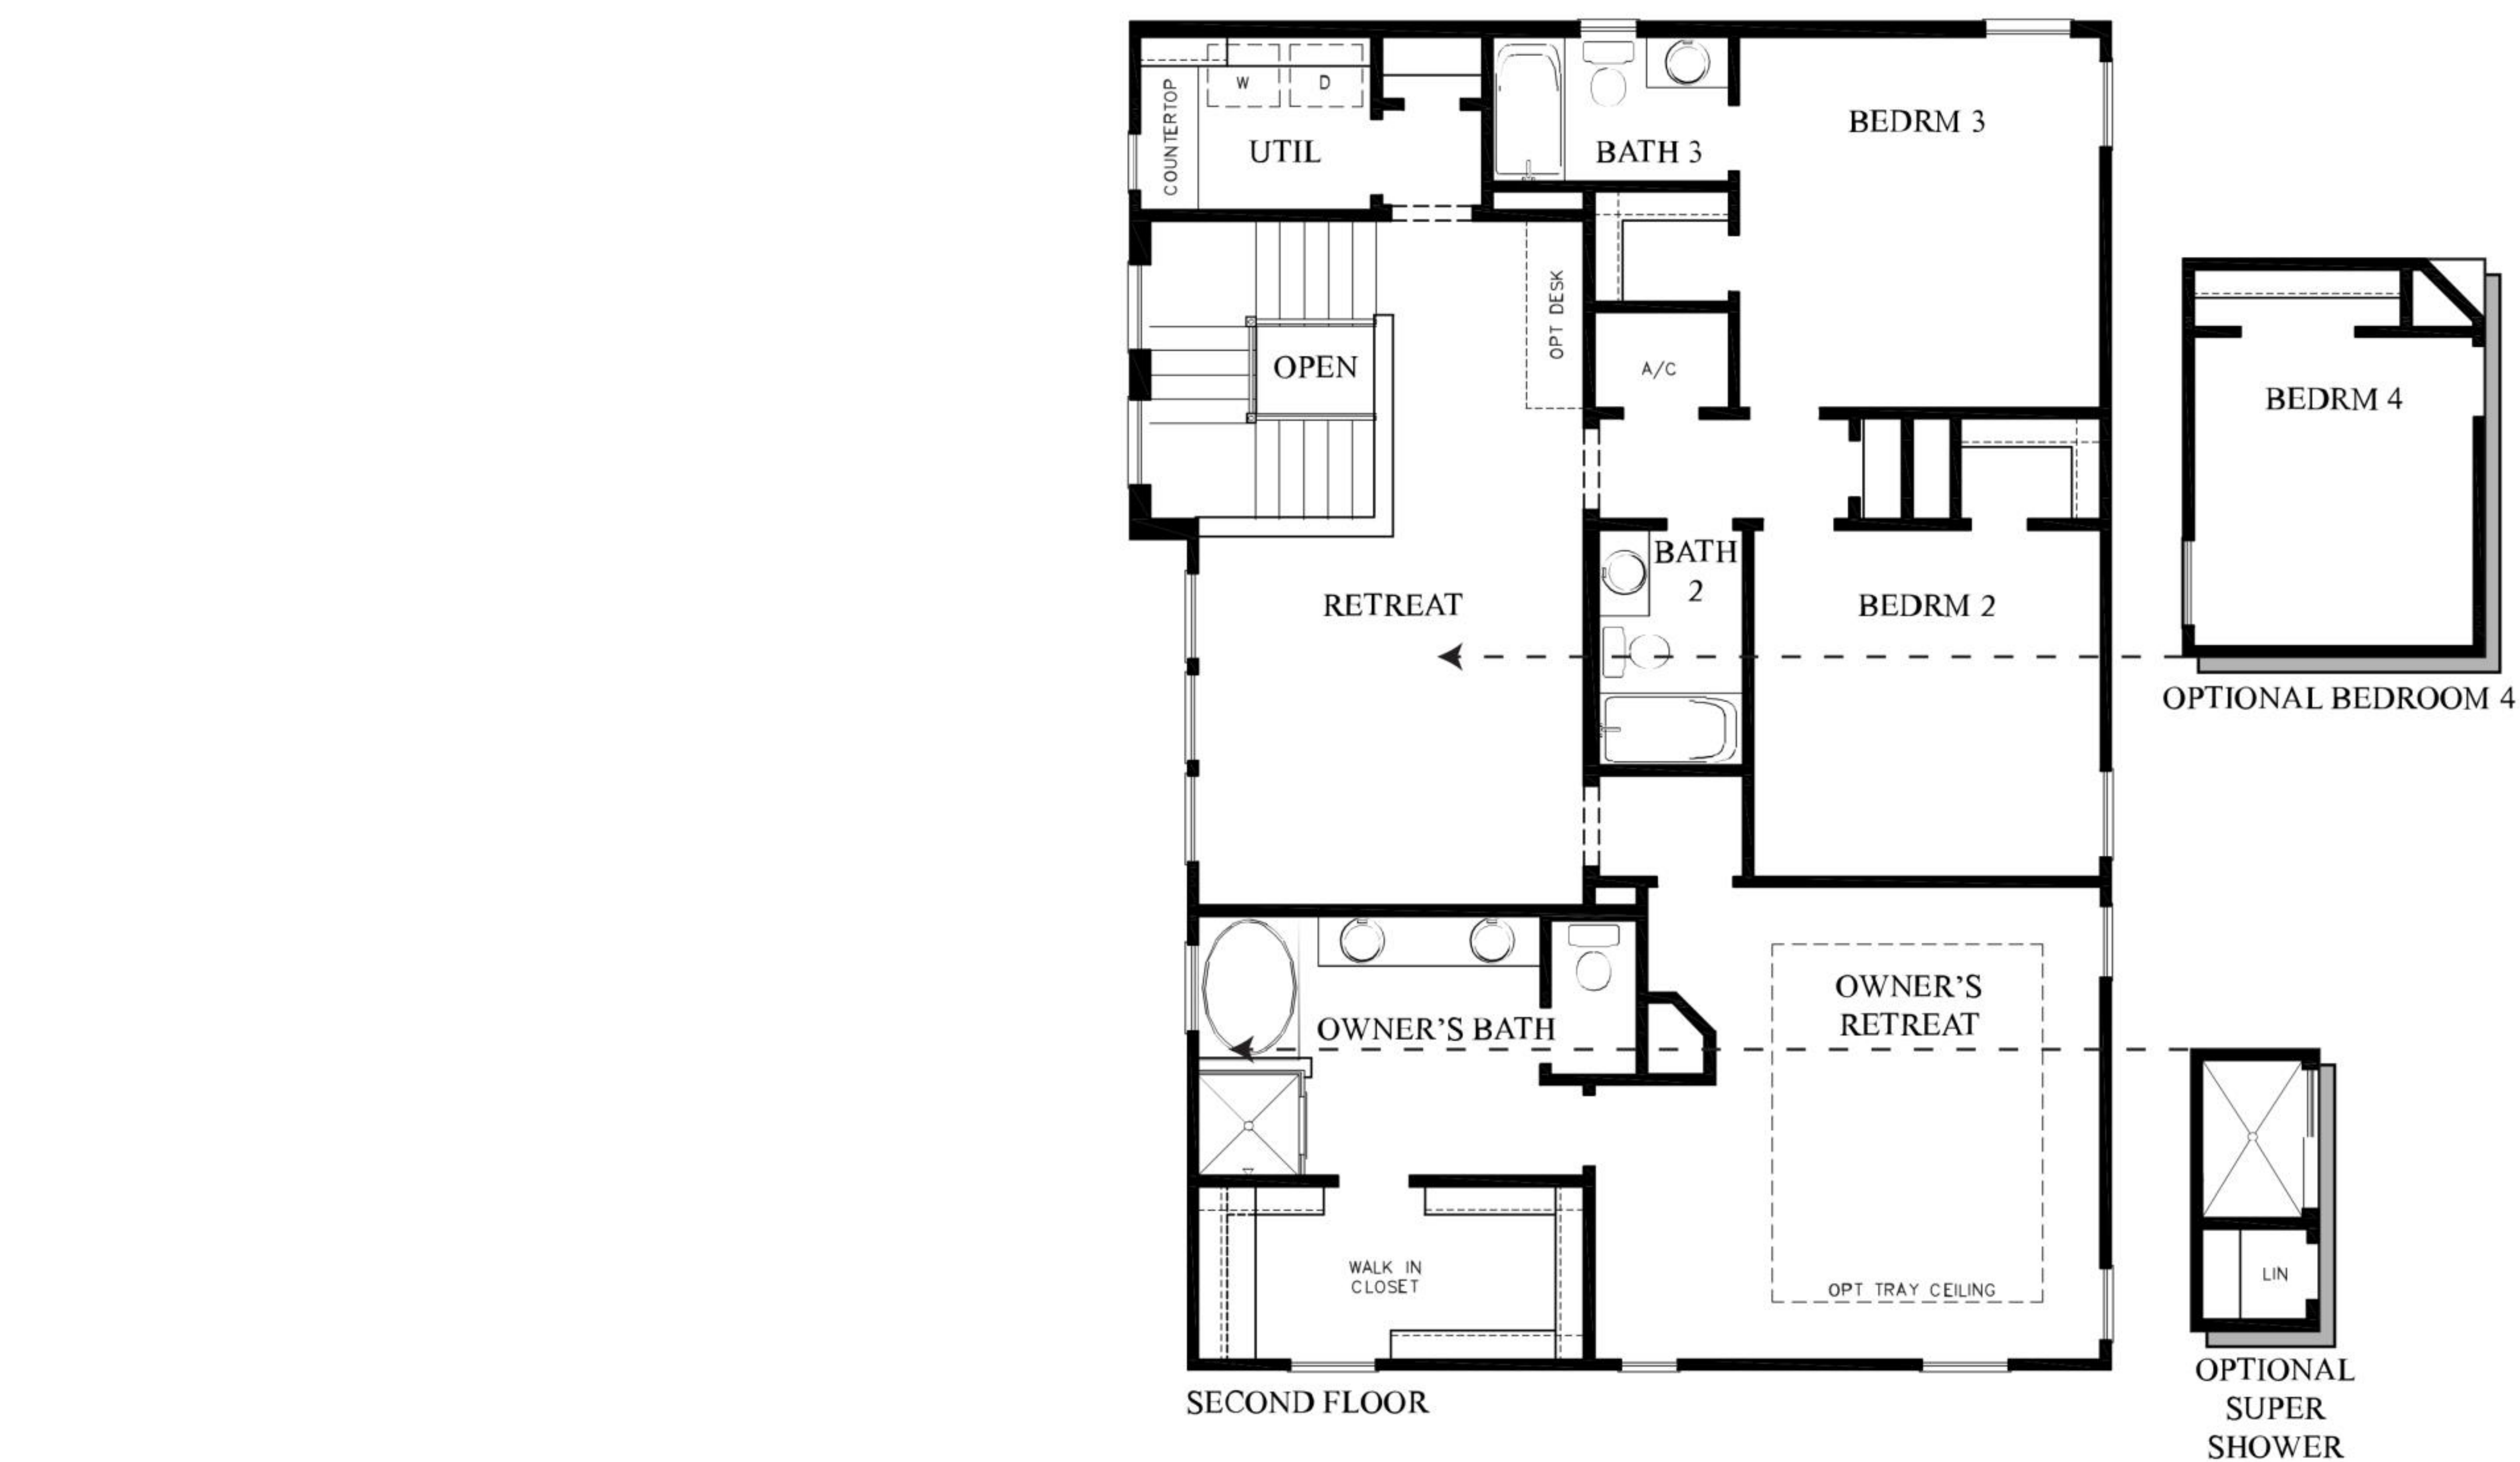 W
D
COUNTERTOP
UTIL
BATH 3
BEDRM 3
OPT DESK
OPEN
A/C
BEDRM 4
BATH
2
RETREAT
BEDRM 2
OPTIONAL BEDROOM 4
OWNER'S
RETREAT
OWNER'S BATH
WALK IN
CLOSET
OPT TRAY CEILING
LIN
SECOND FLOOR
OPTIONAL
SUPER
SHOWER